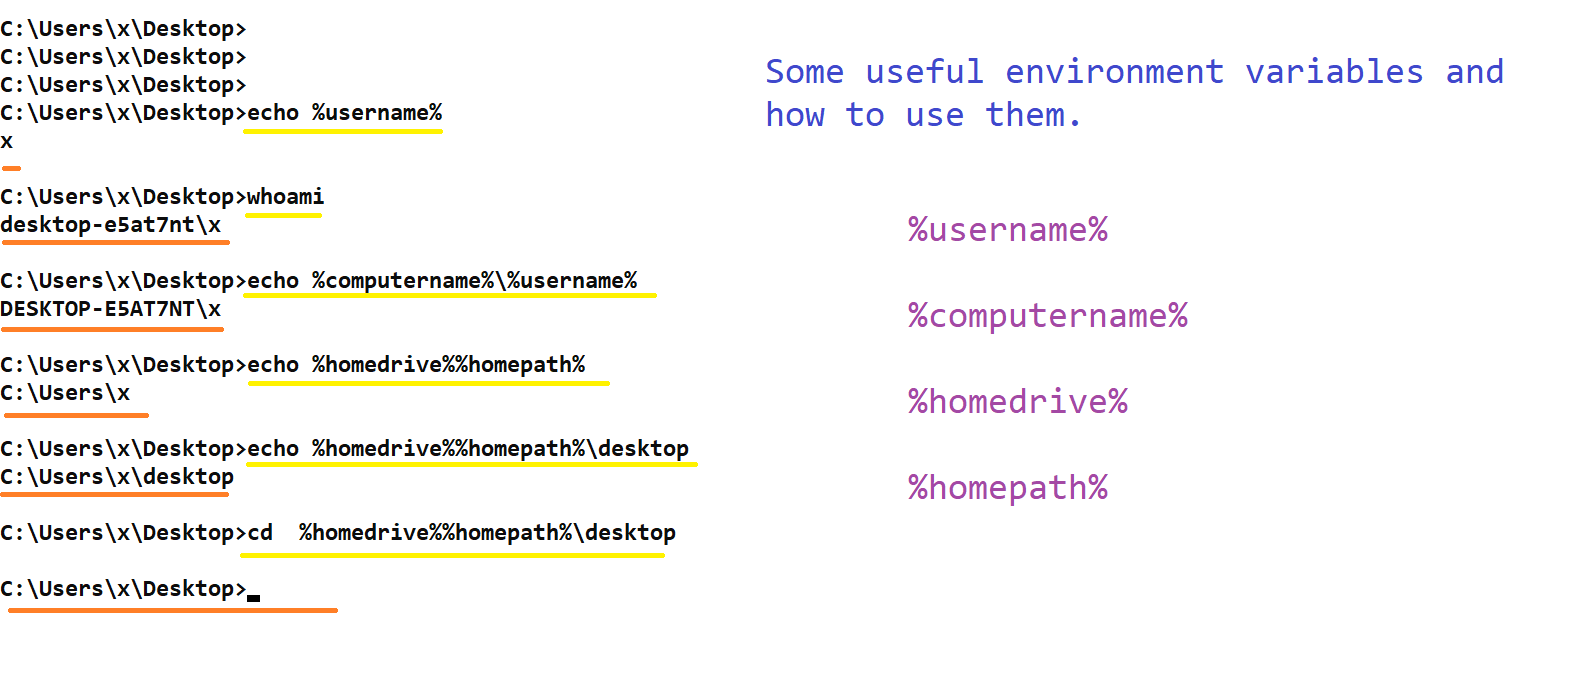 C:\Users\x\Desktop>
C:\Users\x\Desktop>
C:\Users\x\Desktop>
C:\Users\x\Desktop>echo %username%
x
C:\Users\x\Desktop>whoami
desktop-e5at7nt\x
C:\Users\x\Desktop>echo %computername%\%username%
DESKTOP-E5AT7NT\x
C:\Users\x\Desktop>echo %homedrive%%homepath%
C:\Users\x
C:\Users\x\Desktop>echo %homedrive%%homepath%\desktop
C:\Users\x\desktop
C:\Users\x\Desktop>cd  %homedrive%%homepath%\desktop
C:\Users\x\Desktop>
Some useful environment variables and
how to use them.
%username%
%computername%
%homedrive%
%homepath%